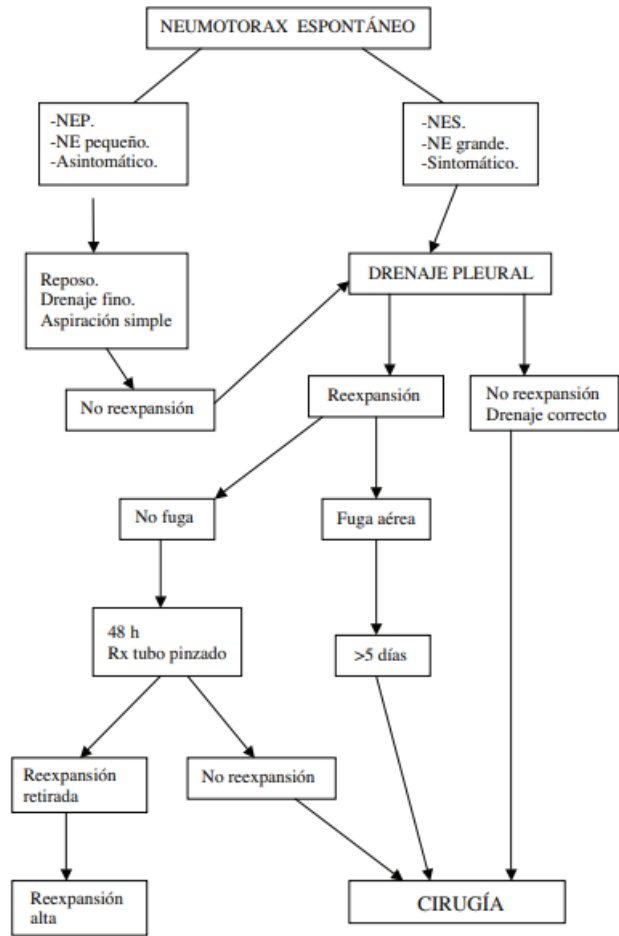 NEUMOTORAX ESPONTÁNEO
-NEP.
-NE pequeño.
-Asintomático.
-NES.
-NE grande.
-Sintomático.
Reposo.
Drenaje fino.
Aspiración simple
DRENAJE PLEURAL
No reexpansión
Reexpansión
No reexpansión
Drenaje correcto
No fuga
Fuga aérea
48 h
Rx tubo pinzado
>5 días
Reexpansión
retirada
No reexpansión
Reexpansión
alta
CIRUGÍA